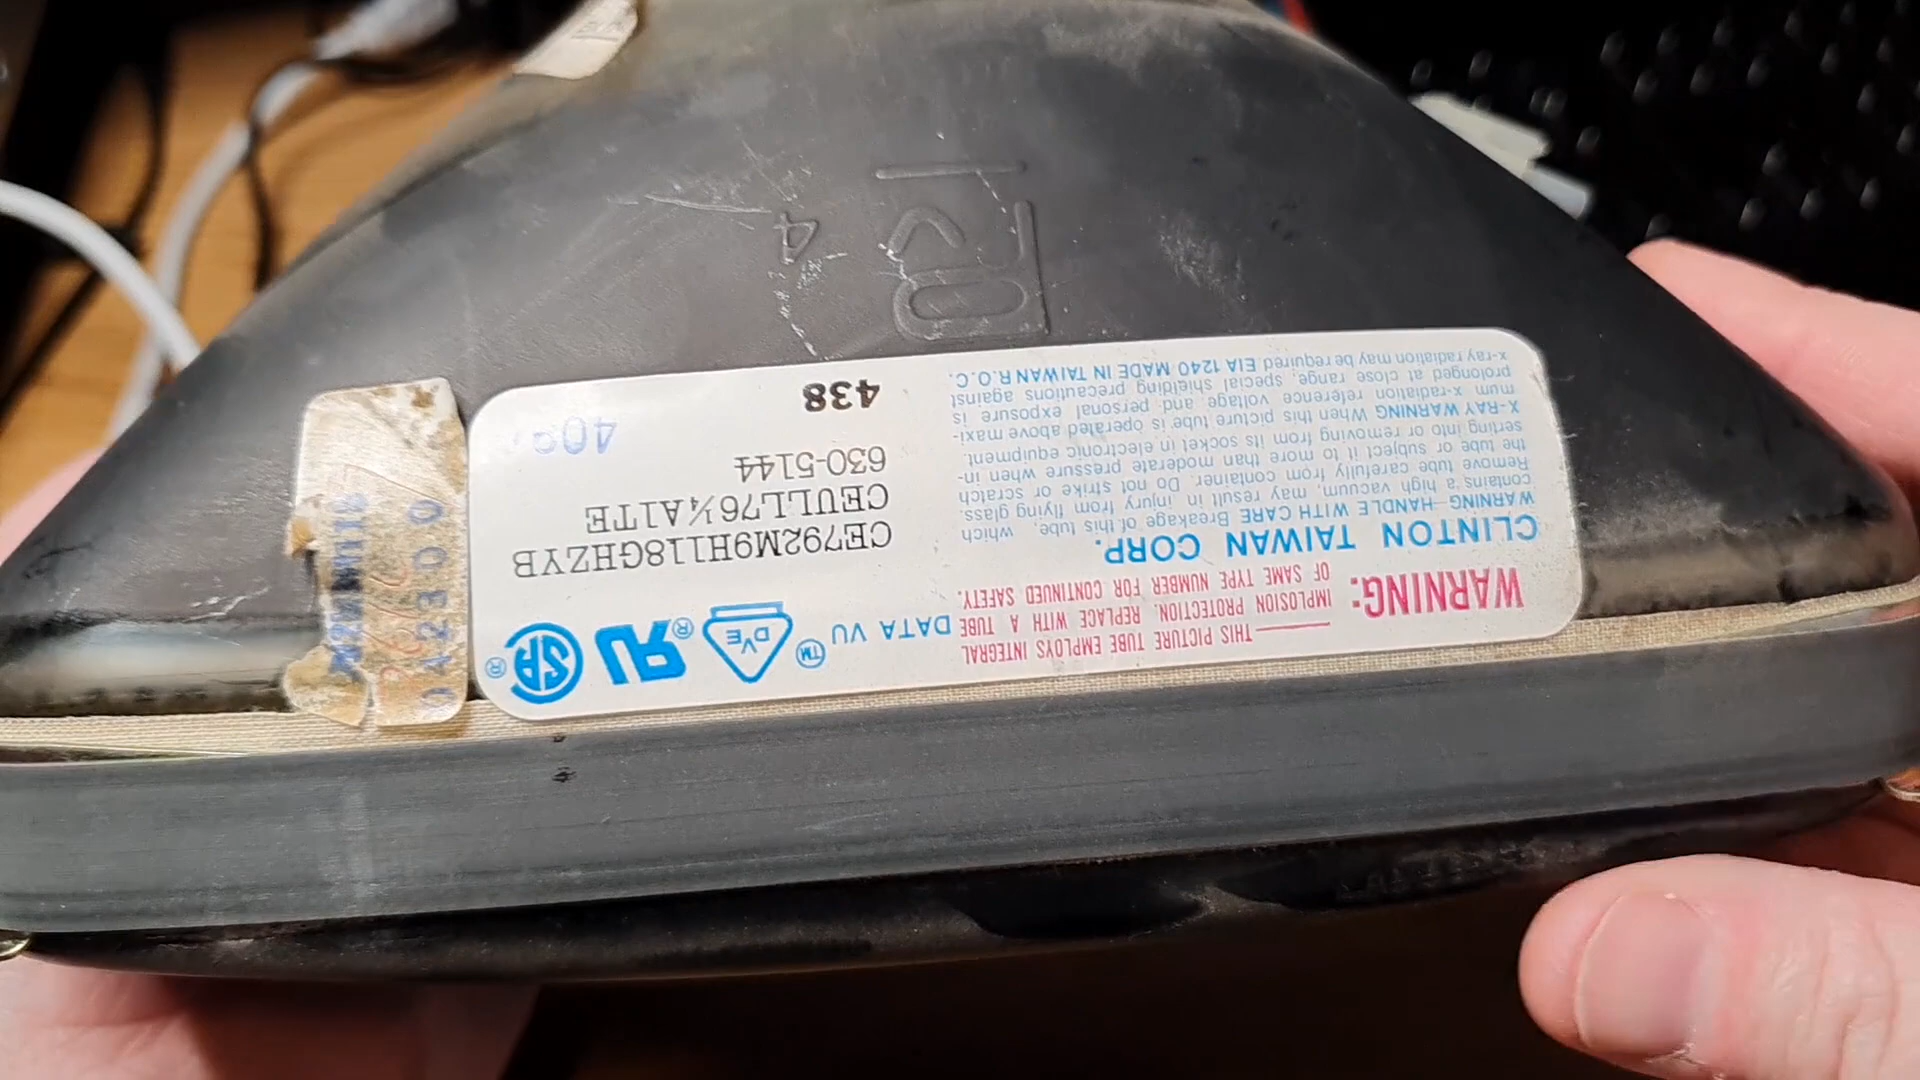 WARNING:
THIS PICTURE TUBE EMPLOYS INTEGRAL
IMPLOSION PROTECTION. REPLACE WITH A TUBE
OF SAME TYPE NUMBER FOR CONTINUED SAFETY.
CLINTON TAIWAN CORP.
WARNING-HANDLE WITH CARE Breakage of this tube, which
contains a high vacuum, may result in injury from flying glass.
Remove tube carefully from container. Do not strike or scratch
the tube or subject it to more than moderate pressure when in-
serting into or removing from its socket in electronic equipment.
X-RAY WARNING When this picture tube is operated above maxi-
mum x-radiation reference voltage and personal exposure is
prolonged at close range, special shielding precautions against
x-ray radiation may be required EIA 1240 MADE IN TAIWAN R.O.C.
DATA VU ™
DVE
UR ®
SA ®
CE792M9H118GHZYB
CEULL76¼A1TE
630-5144
438
409
4